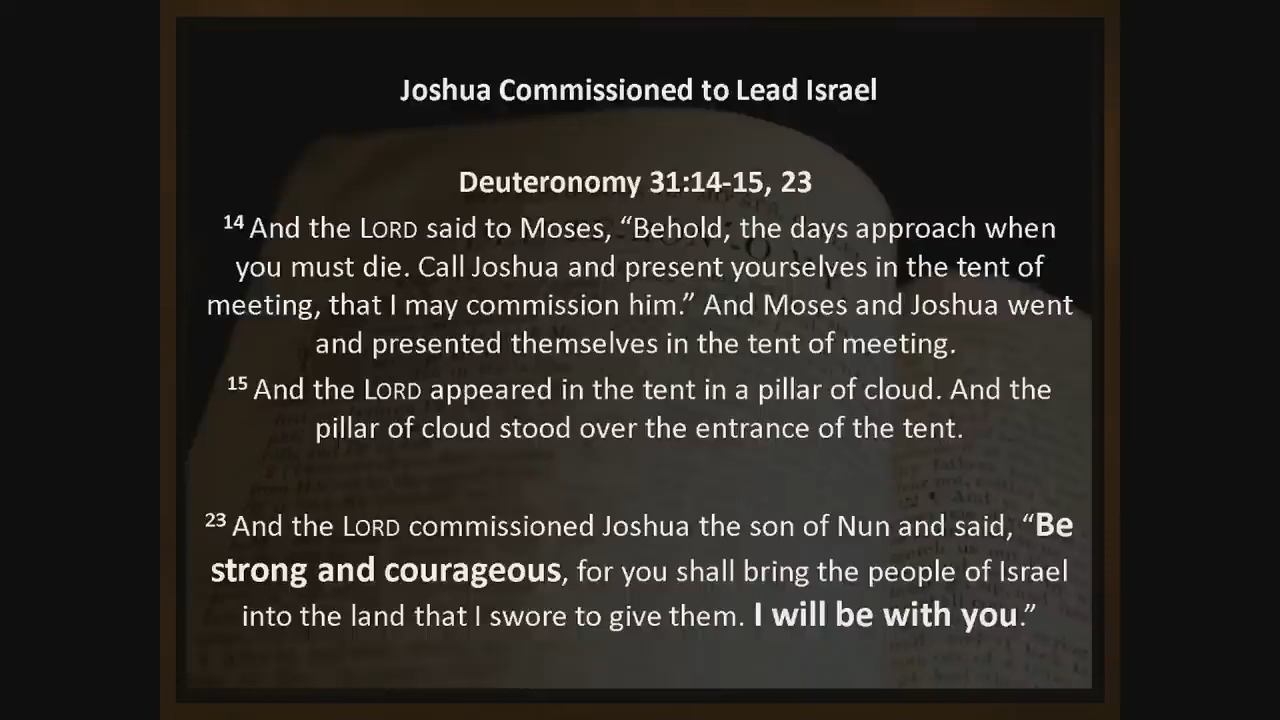 Joshua Commissioned to Lead Israel
Deuteronomy 31:14-15, 23
14 And the LORD said to Moses, “Behold, the days approach when
you must die. Call Joshua and present yourselves in the tent of
meeting, that I may commission him.” And Moses and Joshua went
and presented themselves in the tent of meeting.
15 And the LORD appeared in the tent in a pillar of cloud. And the
pillar of cloud stood over the entrance of the tent.
23 And the LORD commissioned Joshua the son of Nun and said, “Be
strong and courageous, for you shall bring the people of Israel
into the land that I swore to give them. I will be with you.”